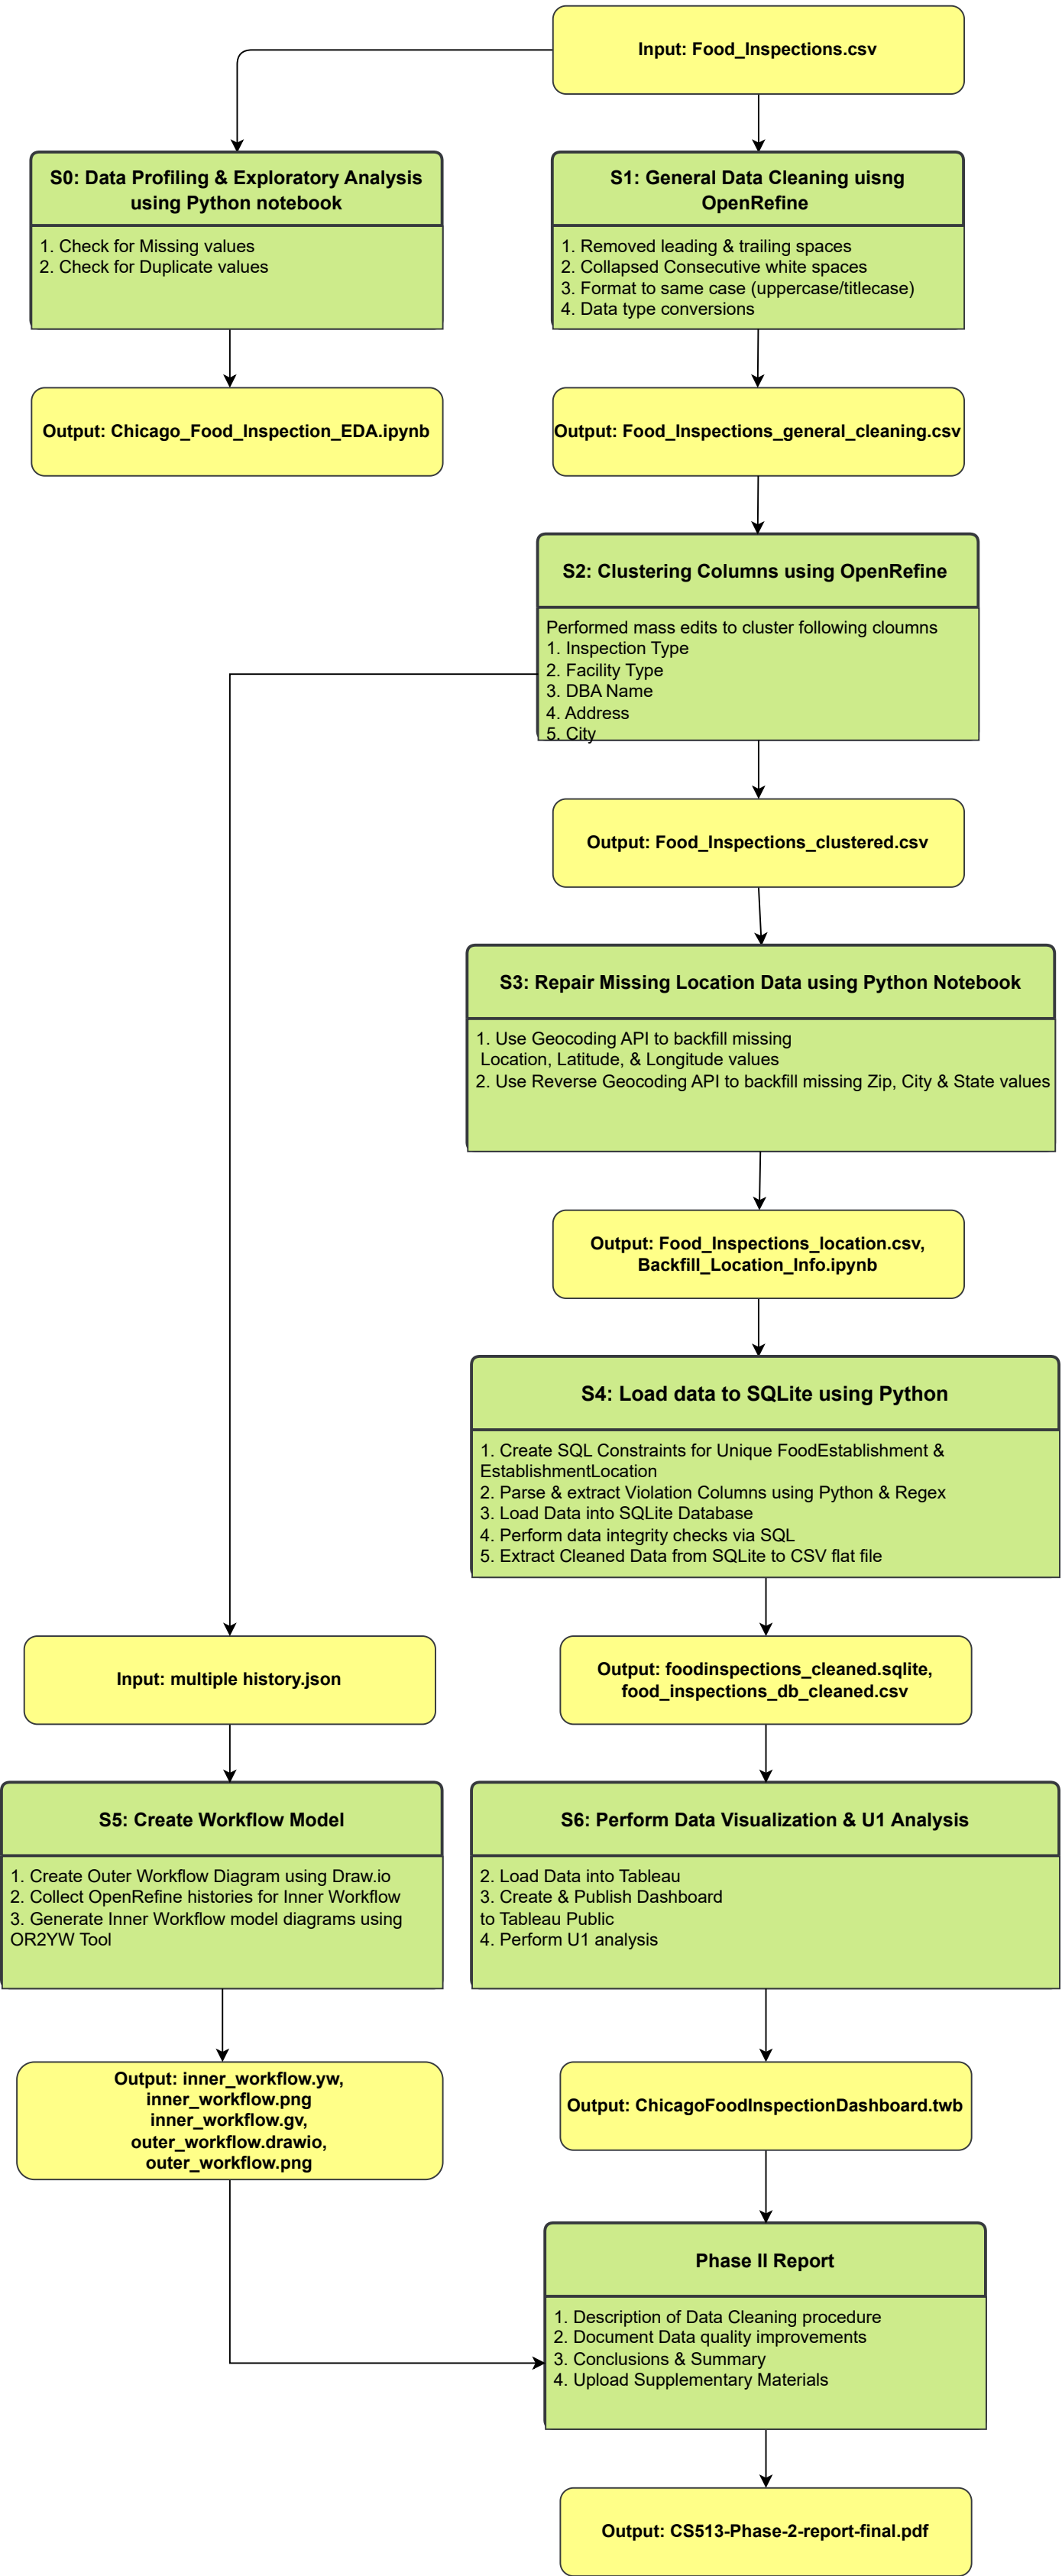 Input: Food_Inspections.csv
S0: Data Profiling & Exploratory Analysis
using Python notebook
1. Check for Missing values
2. Check for Duplicate values
S1: General Data Cleaning uisng
OpenRefine
1. Removed leading & trailing spaces
2. Collapsed Consecutive white spaces
3. Format to same case (uppercase/titlecase)
4. Data type conversions
Output: Chicago_Food_Inspection_EDA.ipynb
Output: Food_Inspections_general_cleaning.csv
S2: Clustering Columns using OpenRefine
Performed mass edits to cluster following cloumns
1. Inspection Type
2. Facility Type
3. DBA Name
4. Address
5. City
Output: Food_Inspections_clustered.csv
S3: Repair Missing Location Data using Python Notebook
1. Use Geocoding API to backfill missing
Location, Latitude, & Longitude values
2. Use Reverse Geocoding API to backfill missing Zip, City & State values
Output: Food_Inspections_location.csv,
Backfill_Location_Info.ipynb
S4: Load data to SQLite using Python
1. Create SQL Constraints for Unique FoodEstablishment &
EstablishmentLocation
2. Parse & extract Violation Columns using Python & Regex
3. Load Data into SQLite Database
4. Perform data integrity checks via SQL
5. Extract Cleaned Data from SQLite to CSV flat file
Input: multiple history.json
Output: foodinspections_cleaned.sqlite,
food_inspections_db_cleaned.csv
S5: Create Workflow Model
1. Create Outer Workflow Diagram using Draw.io
2. Collect OpenRefine histories for Inner Workflow
3. Generate Inner Workflow model diagrams using
OR2YW Tool
S6: Perform Data Visualization & U1 Analysis
2. Load Data into Tableau
3. Create & Publish Dashboard
to Tableau Public
4. Perform U1 analysis
Output: inner_workflow.yw,
inner_workflow.png
inner_workflow.gv,
outer_workflow.drawio,
outer_workflow.png
Output: ChicagoFoodInspectionDashboard.twb
Phase II Report
1. Description of Data Cleaning procedure
2. Document Data quality improvements
3. Conclusions & Summary
4. Upload Supplementary Materials
Output: CS513-Phase-2-report-final.pdf